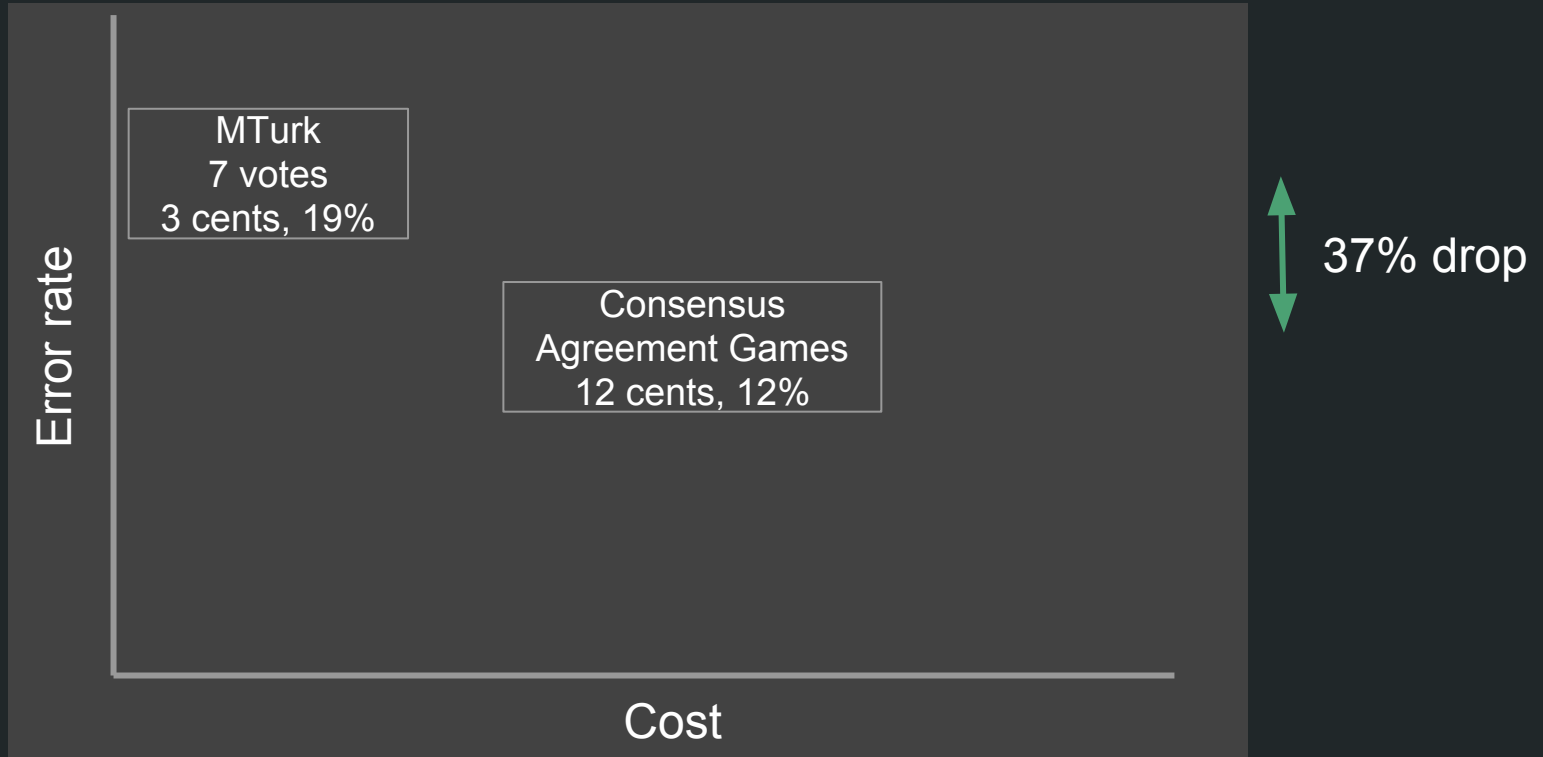 MTurk
7 votes
3 cents, 19%
Consensus
Agreement Games
12 cents, 12%
37% drop
Error rate
Cost